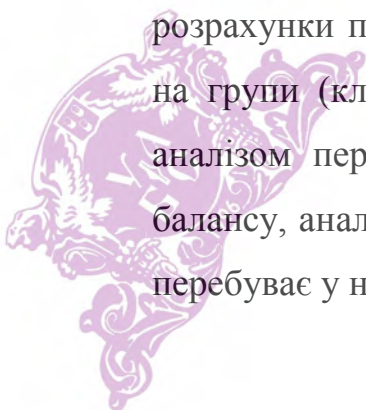 розрахунки п
на групи (кл
аналізом пер
балансу, анал
перебуває у н